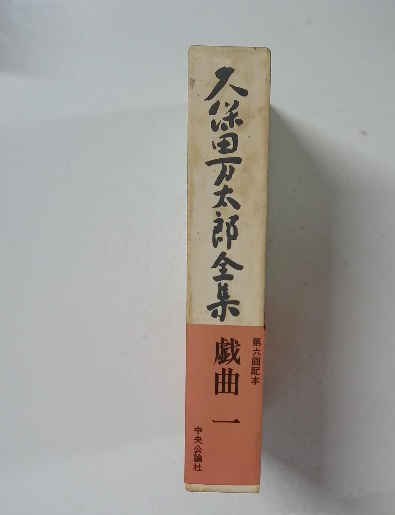 久保田万太郎全集
第六回配本
戯曲 一
中央公論社